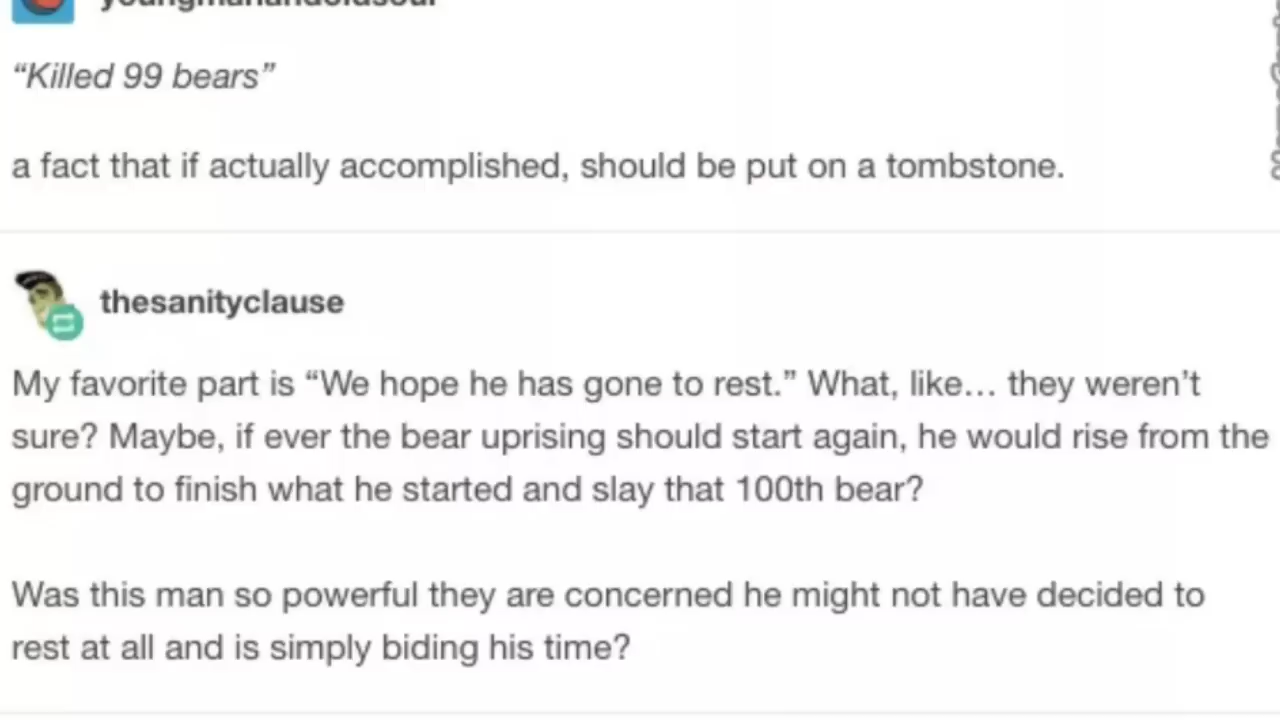 "Killed 99 bears"
a fact that if actually accomplished, should be put on a tombstone.
thesanityclause
My favorite part is "We hope he has gone to rest." What, like... they weren't
sure? Maybe, if ever the bear uprising should start again, he would rise from the
ground to finish what he started and slay that 100th bear?
Was this man so powerful they are concerned he might not have decided to
rest at all and is simply biding his time?